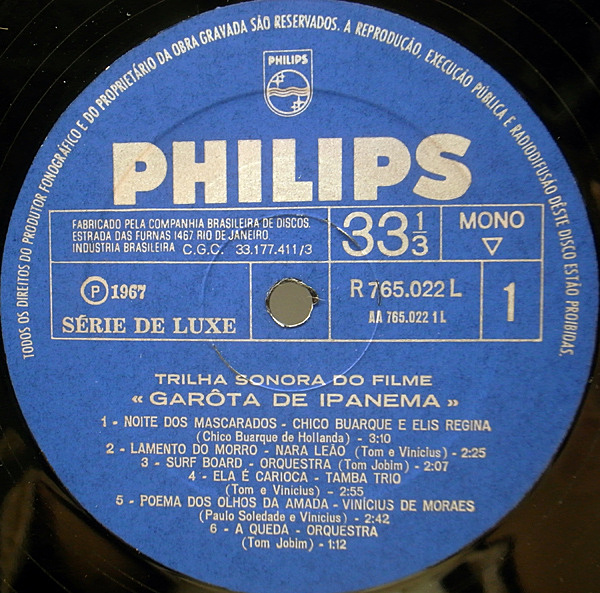 TODOS OS DIREITOS DO PRODUTOR FONOGRÁFICO E DO PROPRIETÁRIO DA OBRA GRAVADA SÃO RESERVADOS. A REPRODUÇÃO, EXECUÇÃO PÚBLICA E RADIODIFUSÃO DÊSTE DISCO ESTÃO PROIBIDAS.
PHILIPS
PHILIPS
FABRICADO PELA COMPANHIA BRASILEIRA DE DISCOS
ESTRADA DAS FURNAS 1467 RIO DE JANEIRO
INDUSTRIA BRASILEIRA C.G.C. 33.177.411/3
33 1/3
MONO
Ⓟ 1967
SÉRIE DE LUXE
R 765.022 L
AA 765.022 1 L
1
TRILHA SONORA DO FILME
« GARÔTA DE IPANEMA »
1 - NOITE DOS MASCARADOS - CHICO BUARQUE E ELIS REGINA
(Chico Buarque de Hollanda) - 3:10
2 - LAMENTO DO MORRO - NARA LEÃO (Tom e Vinicius) - 2:25
3 - SURF BOARD - ORQUESTRA (Tom Jobim) - 2:07
4 - ELA É CARIOCA - TAMBA TRIO
(Tom e Vinicius) - 2:55
5 - POEMA DOS OLHOS DA AMADA - VINÍCIUS DE MORAES
(Paulo Soledade e Vinicius) - 2:42
6 - A QUEDA - ORQUESTRA
(Tom Jobim) - 1:12